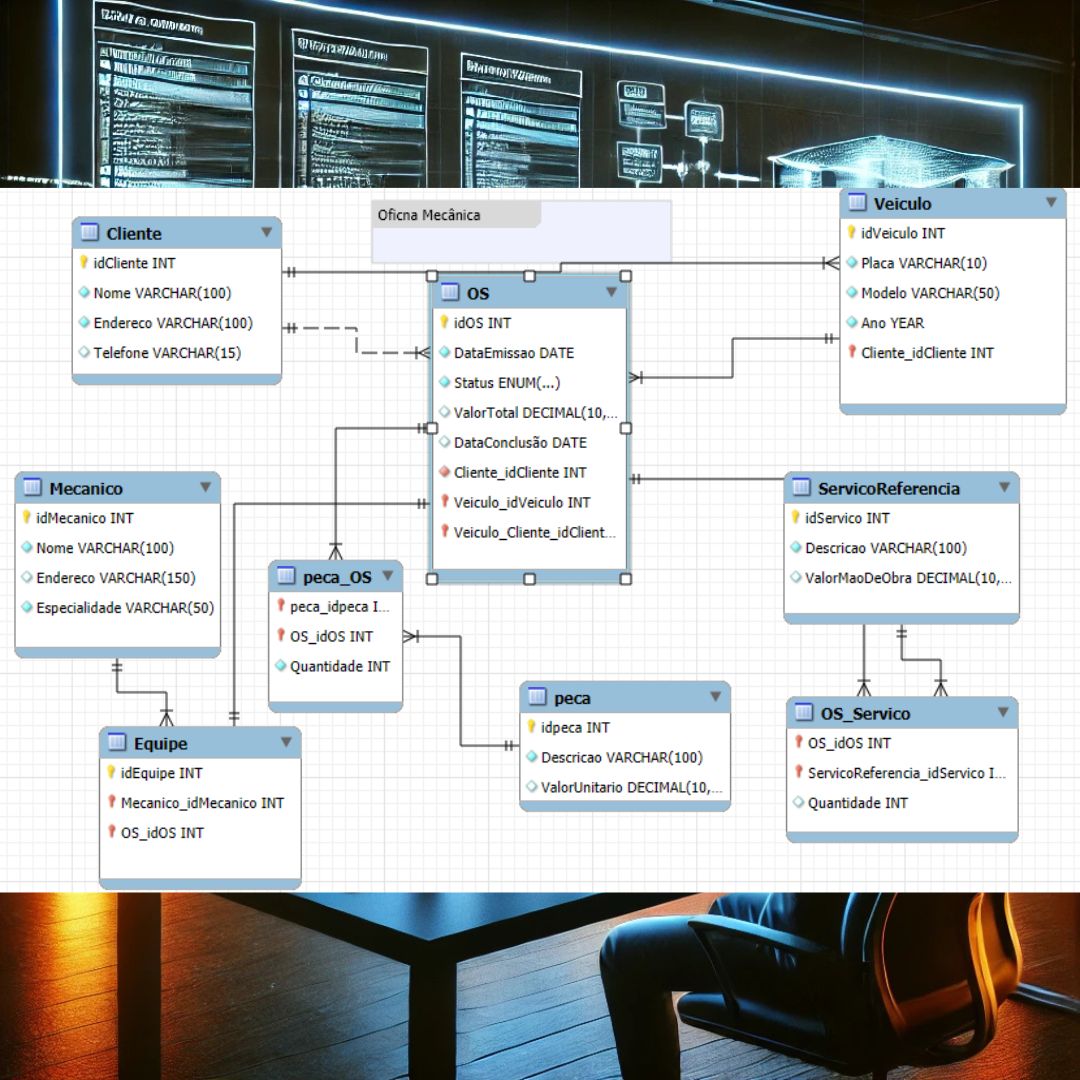 Oficna Mecânica
Cliente
idCliente INT
Nome VARCHAR(100)
Endereco VARCHAR(100)
Telefone VARCHAR(15)
OS
idOS INT
DataEmissao DATE
Status ENUM(...)
ValorTotal DECIMAL(10,...
DataConclusão DATE
Cliente_idCliente INT
Veiculo_idVeiculo INT
Veiculo_Cliente_idClient...
Veiculo
idVeiculo INT
Placa VARCHAR(10)
Modelo VARCHAR(50)
Ano YEAR
Cliente_idCliente INT
Mecanico
idMecanico INT
Nome VARCHAR(100)
Endereco VARCHAR(150)
Especialidade VARCHAR(50)
peca_OS
peca_idpeca I...
OS_idOS INT
Quantidade INT
ServicoReferencia
idServico INT
Descricao VARCHAR(100)
ValorMaoDeObra DECIMAL(10,...
Equipe
idEquipe INT
Mecanico_idMecanico INT
OS_idOS INT
peca
idpeca INT
Descricao VARCHAR(100)
ValorUnitario DECIMAL(10,...
OS_Servico
OS_idOS INT
ServicoReferencia_idServico I...
Quantidade INT